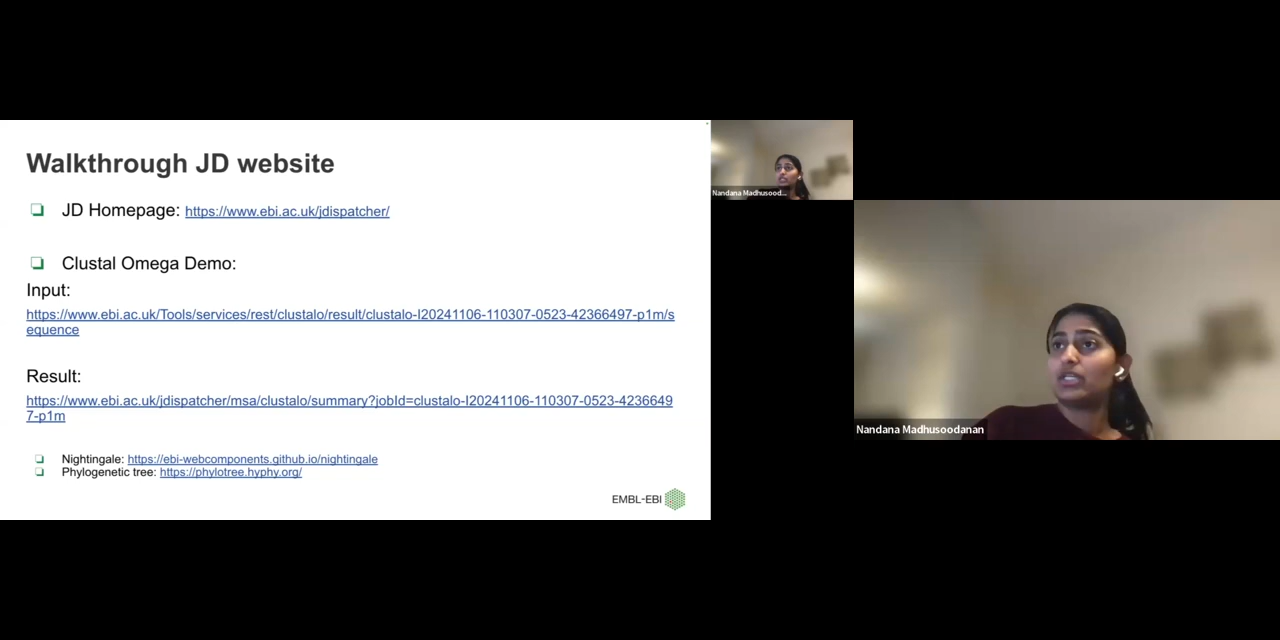 Walkthrough JD website
JD Homepage: https://www.ebi.ac.uk/jdispatcher/
Clustal Omega Demo:
Input:
https://www.ebi.ac.uk/Tools/services/rest/clustalo/result/clustalo-I20241106-110307-0523-42366497-p1m/s
equence
Result:
https://www.ebi.ac.uk/jdispatcher/msa/clustalo/summary?jobId=clustalo-I20241106-110307-0523-4236649
7-p1m
Nightingale: https://ebi-webcomponents.github.io/nightingale
Phylogenetic tree: https://phylotree.hyphy.org/
EMBL-EBI
Nandana Madhusood...
Nandana Madhusoodanan